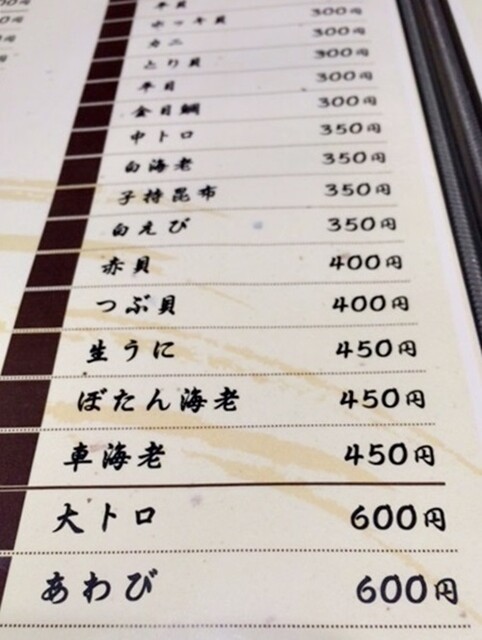 平貝
ホッキ貝 300円
カニ 300円
とり貝 300円
平目 300円
金目鯛 300円
中トロ 350円
白海老 350円
子持昆布 350円
白えび 350円
赤貝 400円
つぶ貝 400円
生うに 450円
ぼたん海老 450円
車海老 450円
大トロ 600円
あわび 600円